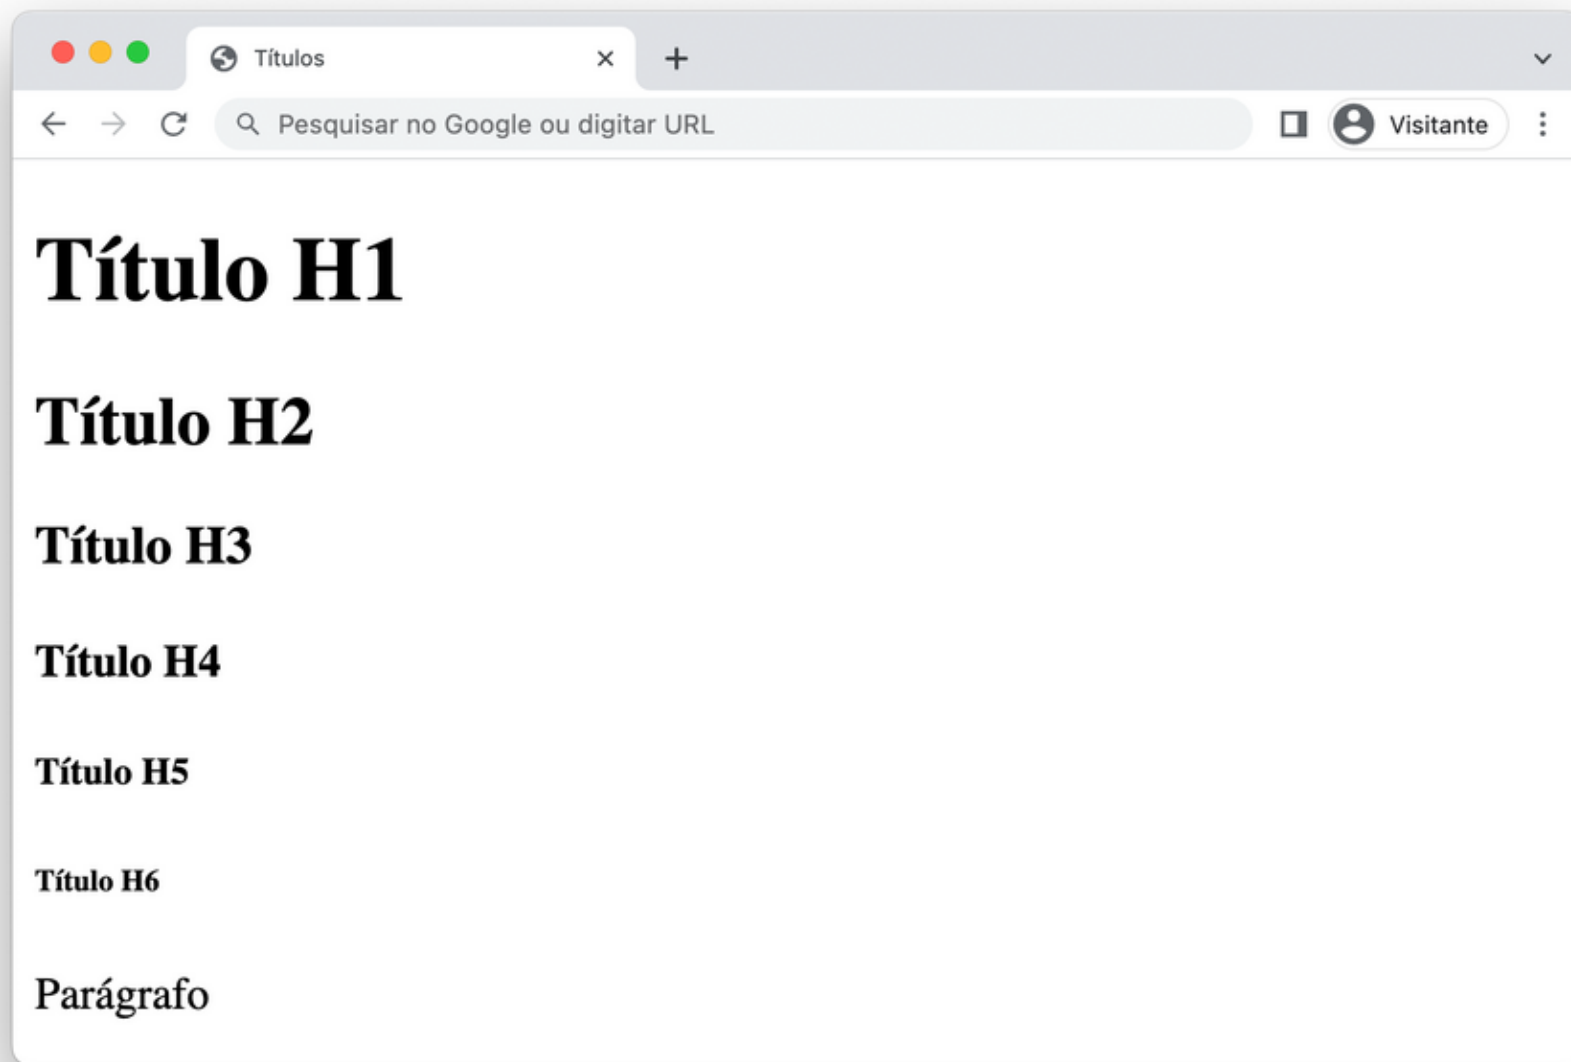 Títulos
Pesquisar no Google ou digitar URL
Visitante
Título H1
Título H2
Título H3
Título H4
Título H5
Título H6
Parágrafo